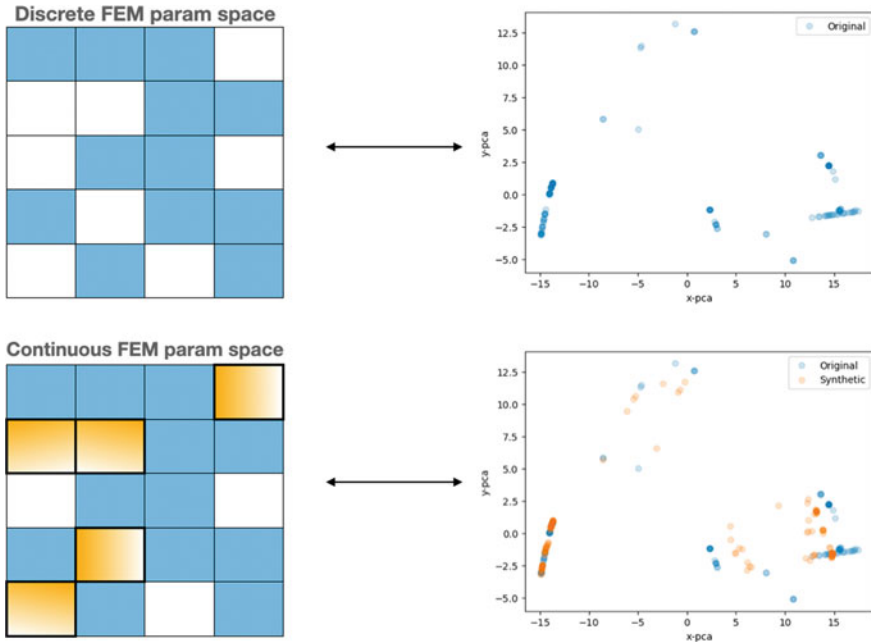 Discrete FEM param space
Original
12.5
10.0
7.5
5.0
2.5
0.0
−2.5
−5.0
y-pca
−15 −10 −5 0 5 10 15
x-pca
Continuous FEM param space
Original
Synthetic
12.5
10.0
7.5
5.0
2.5
0.0
−2.5
−5.0
y-pca
−15 −10 −5 0 5 10 15
x-pca